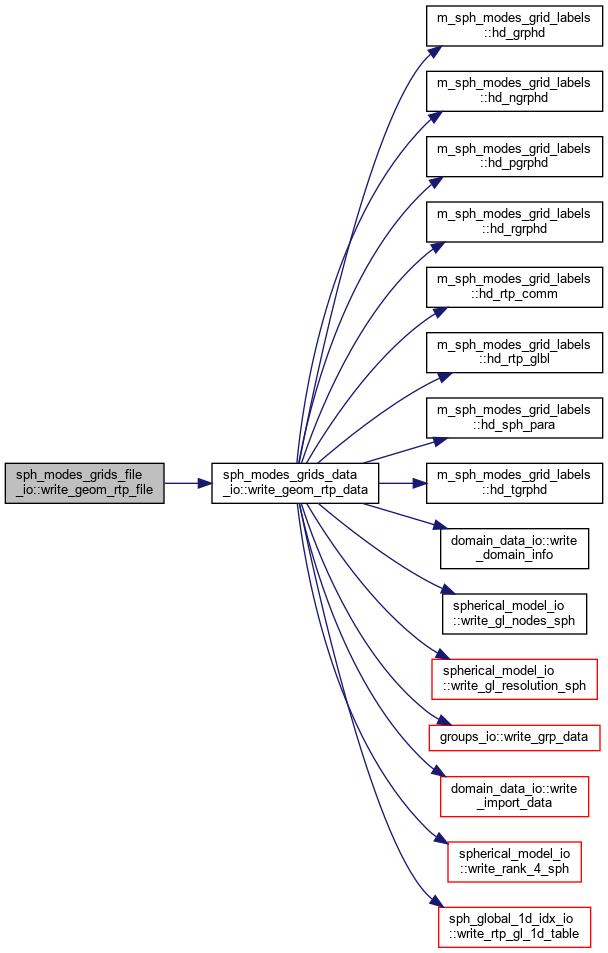 m_sph_modes_grid_labels
::hd_grphd
m_sph_modes_grid_labels
::hd_ngrphd
m_sph_modes_grid_labels
::hd_pgrphd
m_sph_modes_grid_labels
::hd_rgrphd
m_sph_modes_grid_labels
::hd_rtp_comm
m_sph_modes_grid_labels
::hd_rtp_glbl
m_sph_modes_grid_labels
::hd_sph_para
sph_modes_grids_file
_io::write_geom_rtp_file
sph_modes_grids_data
_io::write_geom_rtp_data
m_sph_modes_grid_labels
::hd_tgrphd
domain_data_io::write
_domain_info
spherical_model_io
::write_gl_nodes_sph
spherical_model_io
::write_gl_resolution_sph
groups_io::write_grp_data
domain_data_io::write
_import_data
spherical_model_io
::write_rank_4_sph
sph_global_1d_idx_io
::write_rtp_gl_1d_table